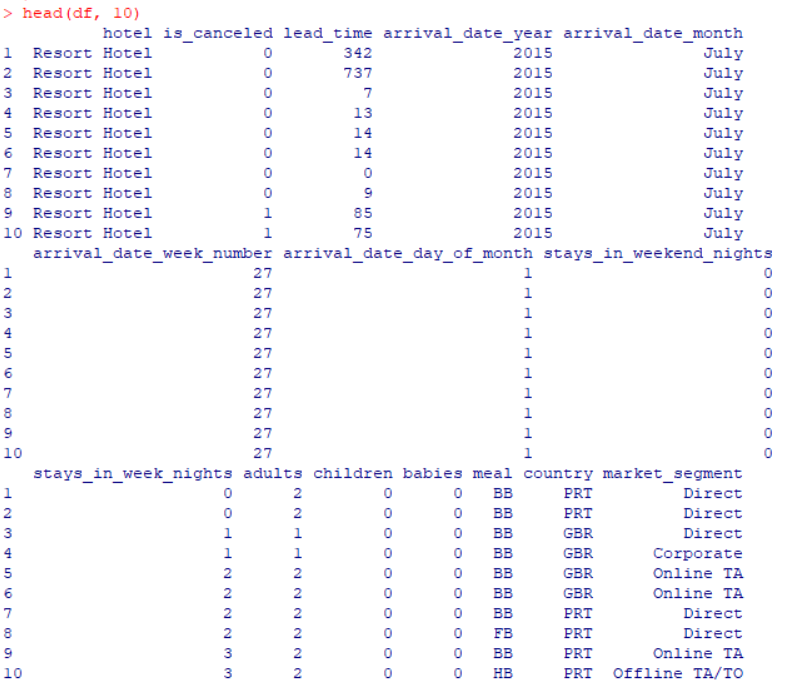 > head(df, 10)
          hotel is_canceled lead_time arrival_date_year arrival_date_month
1  Resort Hotel           0       342              2015               July
2  Resort Hotel           0       737              2015               July
3  Resort Hotel           0         7              2015               July
4  Resort Hotel           0        13              2015               July
5  Resort Hotel           0        14              2015               July
6  Resort Hotel           0        14              2015               July
7  Resort Hotel           0         0              2015               July
8  Resort Hotel           0         9              2015               July
9  Resort Hotel           1        85              2015               July
10 Resort Hotel           1        75              2015               July
   arrival_date_week_number arrival_date_day_of_month stays_in_weekend_nights
1                        27                         1                       0
2                        27                         1                       0
3                        27                         1                       0
4                        27                         1                       0
5                        27                         1                       0
6                        27                         1                       0
7                        27                         1                       0
8                        27                         1                       0
9                        27                         1                       0
10                       27                         1                       0
   stays_in_week_nights adults children babies meal country market_segment
1                     0      2        0      0   BB     PRT         Direct
2                     0      2        0      0   BB     PRT         Direct
3                     1      1        0      0   BB     GBR         Direct
4                     1      1        0      0   BB     GBR      Corporate
5                     2      2        0      0   BB     GBR      Online TA
6                     2      2        0      0   BB     GBR      Online TA
7                     2      2        0      0   BB     PRT         Direct
8                     2      2        0      0   FB     PRT         Direct
9                     3      2        0      0   BB     PRT      Online TA
10                    3      2        0      0   HB     PRT  Offline TA/TO